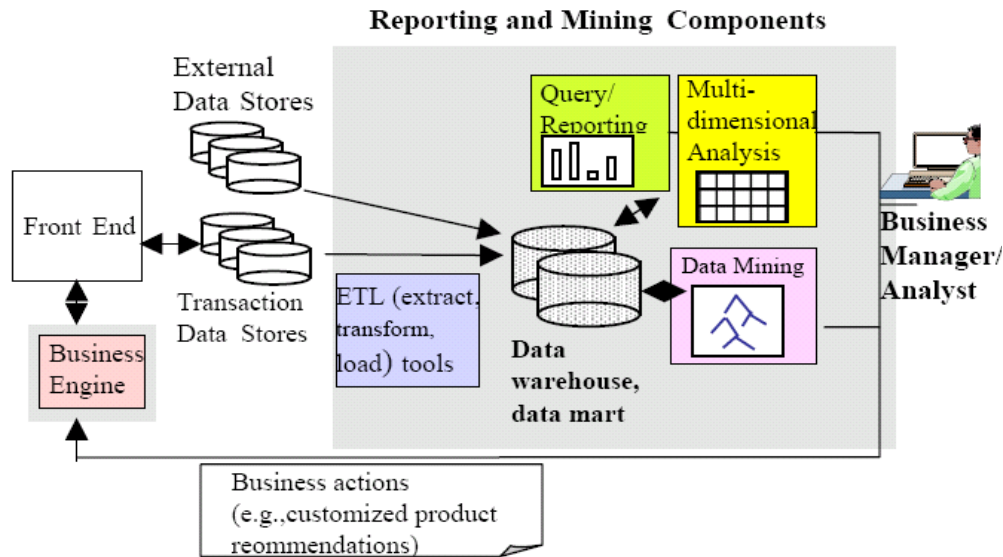 Reporting and Mining Components
External
Data Stores
Query/
Reporting
Multi-
dimensional
Analysis
Front End
Business
Manager/
Analyst
Transaction
Data Stores
ETL (extract,
transform,
load) tools
Data Mining
Business
Engine
Data
warehouse,
data mart
Business actions
(e.g.,customized product
reommendations)